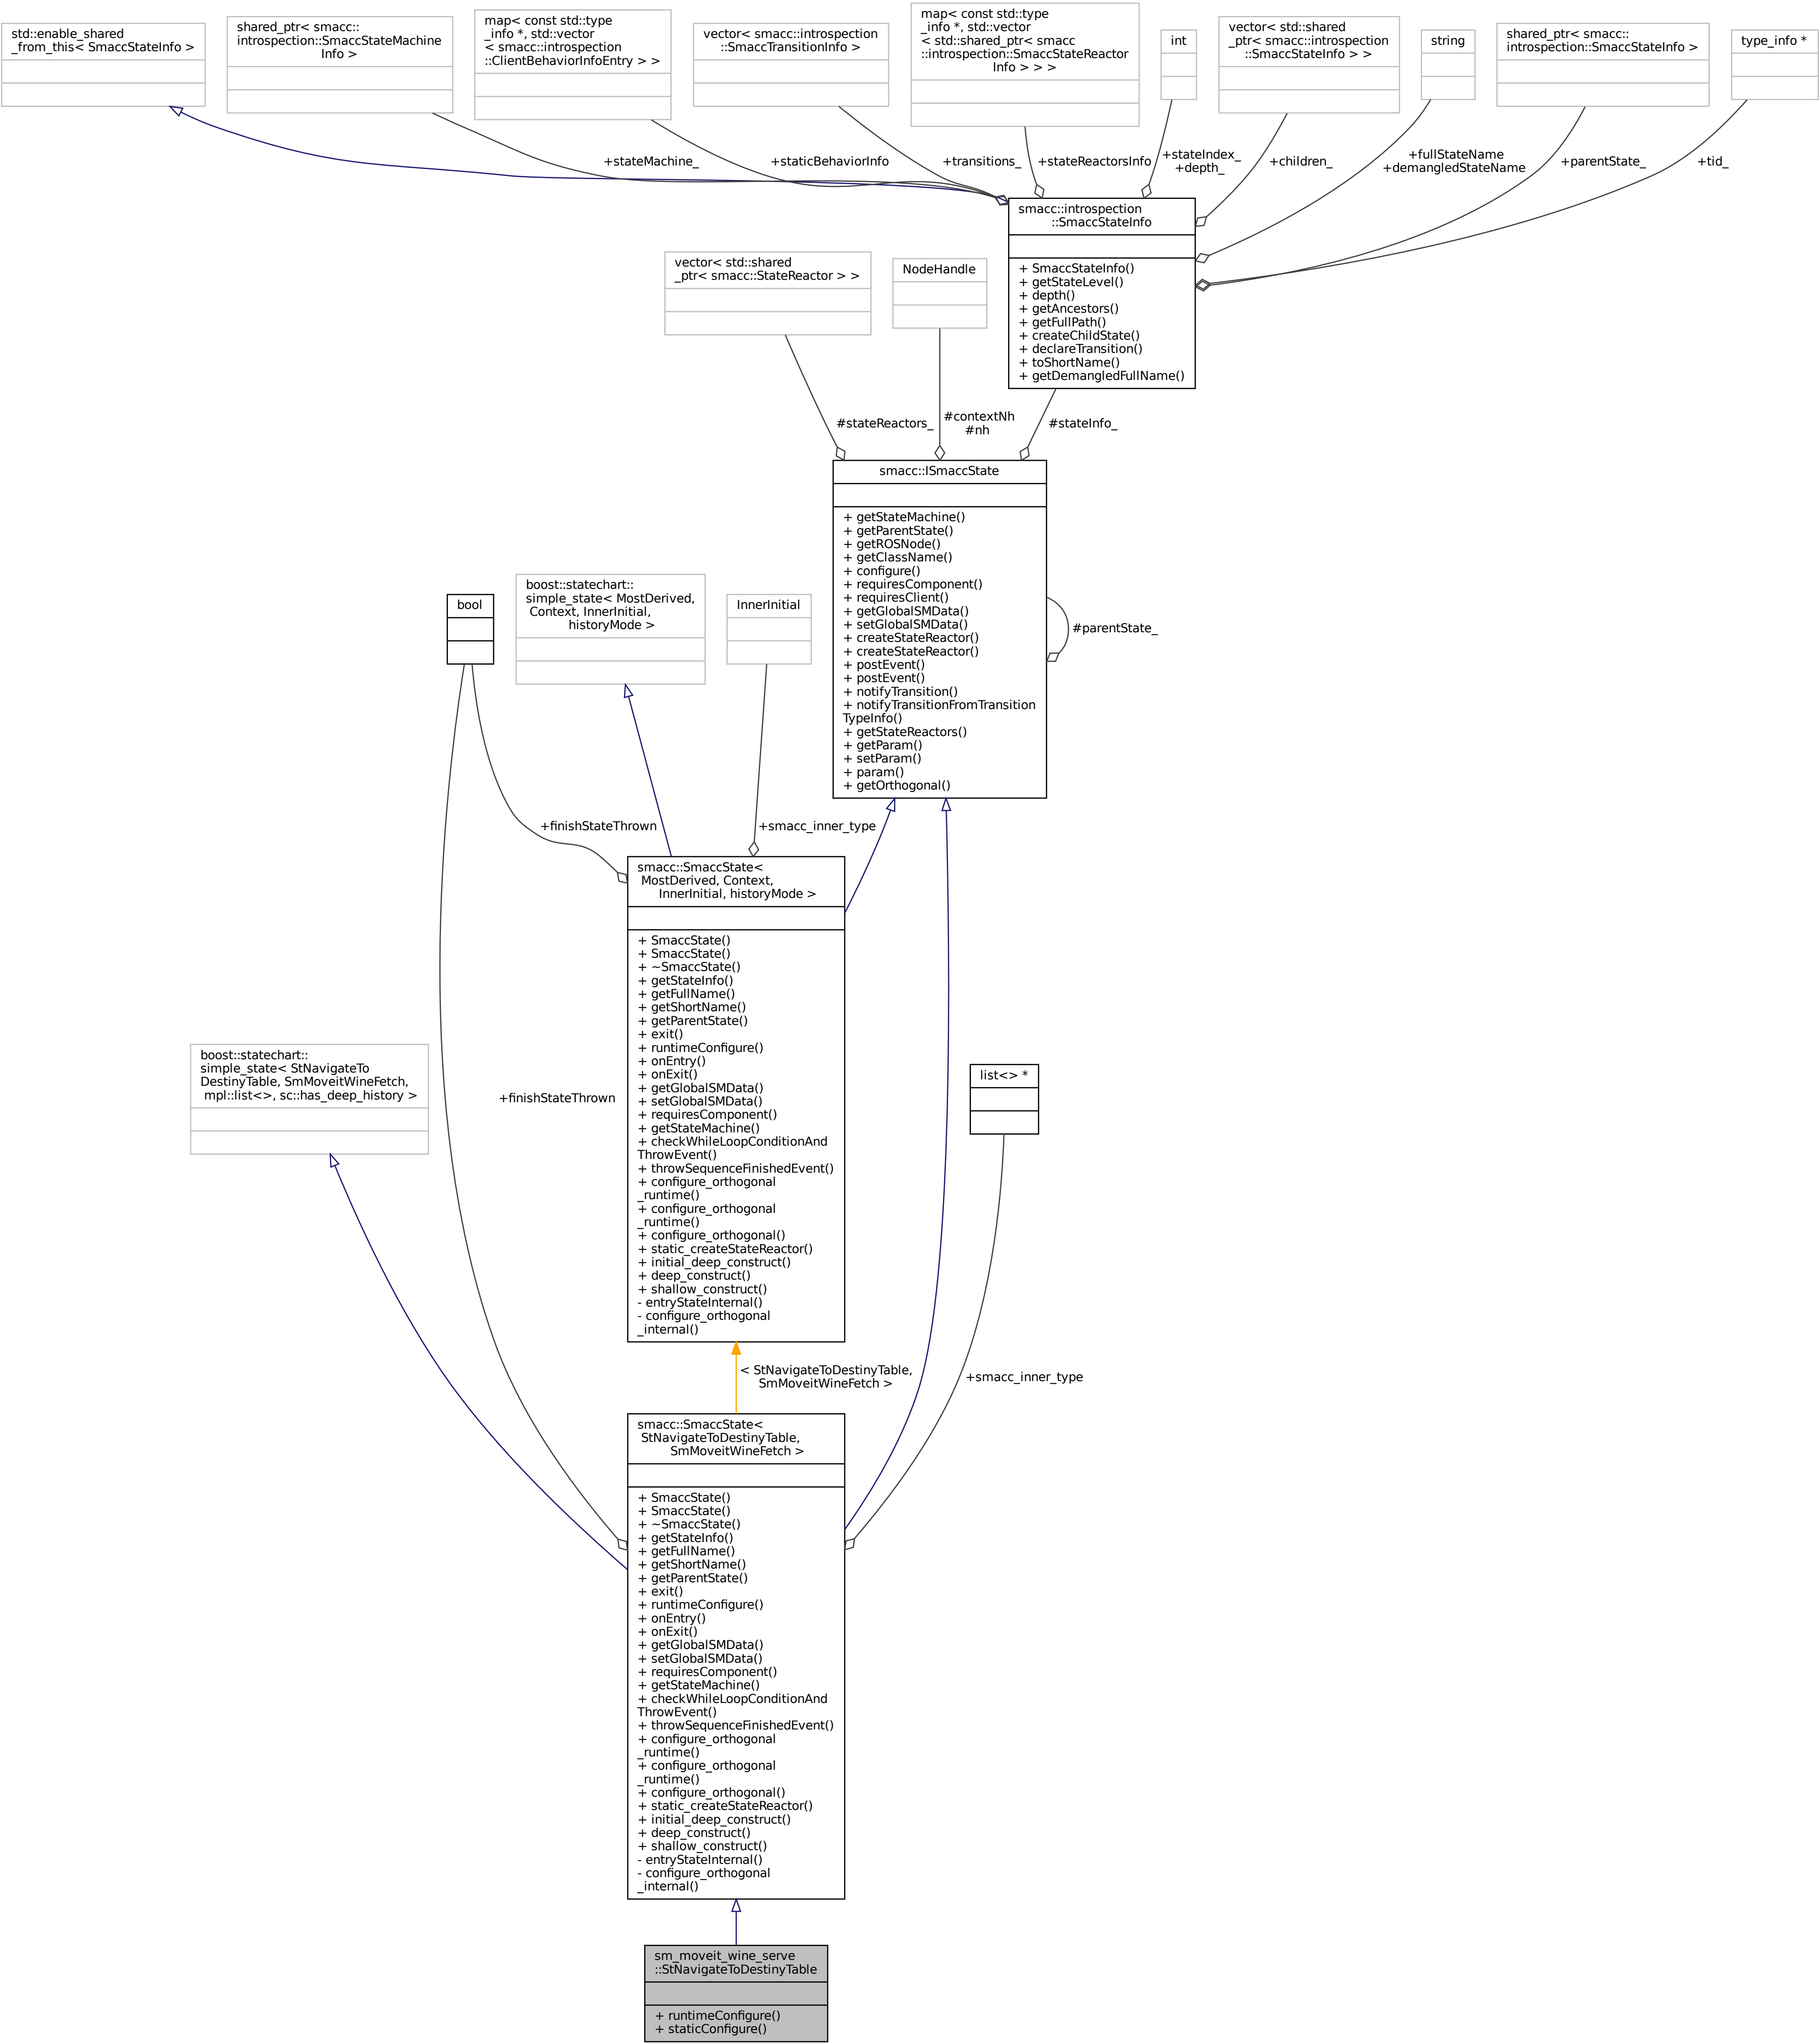 std::enable_shared
_from_this< SmaccStateInfo >
shared_ptr< smacc::
introspection::SmaccStateMachine
Info >
map< const std::type
_info *, std::vector
< smacc::introspection
::ClientBehaviorInfoEntry > >
vector< smacc::introspection
::SmaccTransitionInfo >
map< const std::type
_info *, std::vector
< std::shared_ptr< smacc
::introspection::SmaccStateReactor
Info > > >
int
vector< std::shared
_ptr< smacc::introspection
::SmaccStateInfo > >
string
shared_ptr< smacc::
introspection::SmaccStateInfo >
type_info *
+stateMachine_
+staticBehaviorInfo
+transitions_
+stateReactorsInfo
+stateIndex_
+depth_
+children_
+fullStateName
+demangledStateName
+parentState_
+tid_
smacc::introspection
::SmaccStateInfo
+ SmaccStateInfo()
+ getStateLevel()
+ depth()
+ getAncestors()
+ getFullPath()
+ createChildState()
+ declareTransition()
+ toShortName()
+ getDemangledFullName()
vector< std::shared
_ptr< smacc::StateReactor > >
NodeHandle
#stateReactors_
#contextNh
#nh
#stateInfo_
smacc::ISmaccState
+ getStateMachine()
+ getParentState()
+ getROSNode()
+ getClassName()
+ configure()
+ requiresComponent()
+ requiresClient()
+ getGlobalSMData()
+ setGlobalSMData()
+ createStateReactor()
+ createStateReactor()
+ postEvent()
+ postEvent()
+ notifyTransition()
+ notifyTransitionFromTransition
TypeInfo()
+ getStateReactors()
+ getParam()
+ setParam()
+ param()
+ getOrthogonal()
#parentState_
bool
boost::statechart::
simple_state< MostDerived,
Context, InnerInitial,
historyMode >
InnerInitial
+finishStateThrown
+smacc_inner_type
smacc::SmaccState<
MostDerived, Context,
InnerInitial, historyMode >
+ SmaccState()
+ SmaccState()
+ ~SmaccState()
+ getStateInfo()
+ getFullName()
+ getShortName()
+ getParentState()
+ exit()
+ runtimeConfigure()
+ onEntry()
+ onExit()
+ getGlobalSMData()
+ setGlobalSMData()
+ requiresComponent()
+ getStateMachine()
+ checkWhileLoopConditionAnd
ThrowEvent()
+ throwSequenceFinishedEvent()
+ configure_orthogonal
_runtime()
+ configure_orthogonal
_runtime()
+ configure_orthogonal()
+ static_createStateReactor()
+ initial_deep_construct()
+ deep_construct()
+ shallow_construct()
- entryStateInternal()
- configure_orthogonal
_internal()
boost::statechart::
simple_state< StNavigateTo
DestinyTable, SmMoveitWineFetch,
mpl::list<>, sc::has_deep_history >
+finishStateThrown
list<> *
< StNavigateToDestinyTable,
SmMoveitWineFetch >
+smacc_inner_type
smacc::SmaccState<
StNavigateToDestinyTable,
SmMoveitWineFetch >
+ SmaccState()
+ SmaccState()
+ ~SmaccState()
+ getStateInfo()
+ getFullName()
+ getShortName()
+ getParentState()
+ exit()
+ runtimeConfigure()
+ onEntry()
+ onExit()
+ getGlobalSMData()
+ setGlobalSMData()
+ requiresComponent()
+ getStateMachine()
+ checkWhileLoopConditionAnd
ThrowEvent()
+ throwSequenceFinishedEvent()
+ configure_orthogonal
_runtime()
+ configure_orthogonal
_runtime()
+ configure_orthogonal()
+ static_createStateReactor()
+ initial_deep_construct()
+ deep_construct()
+ shallow_construct()
- entryStateInternal()
- configure_orthogonal
_internal()
sm_moveit_wine_serve
::StNavigateToDestinyTable
+ runtimeConfigure()
+ staticConfigure()